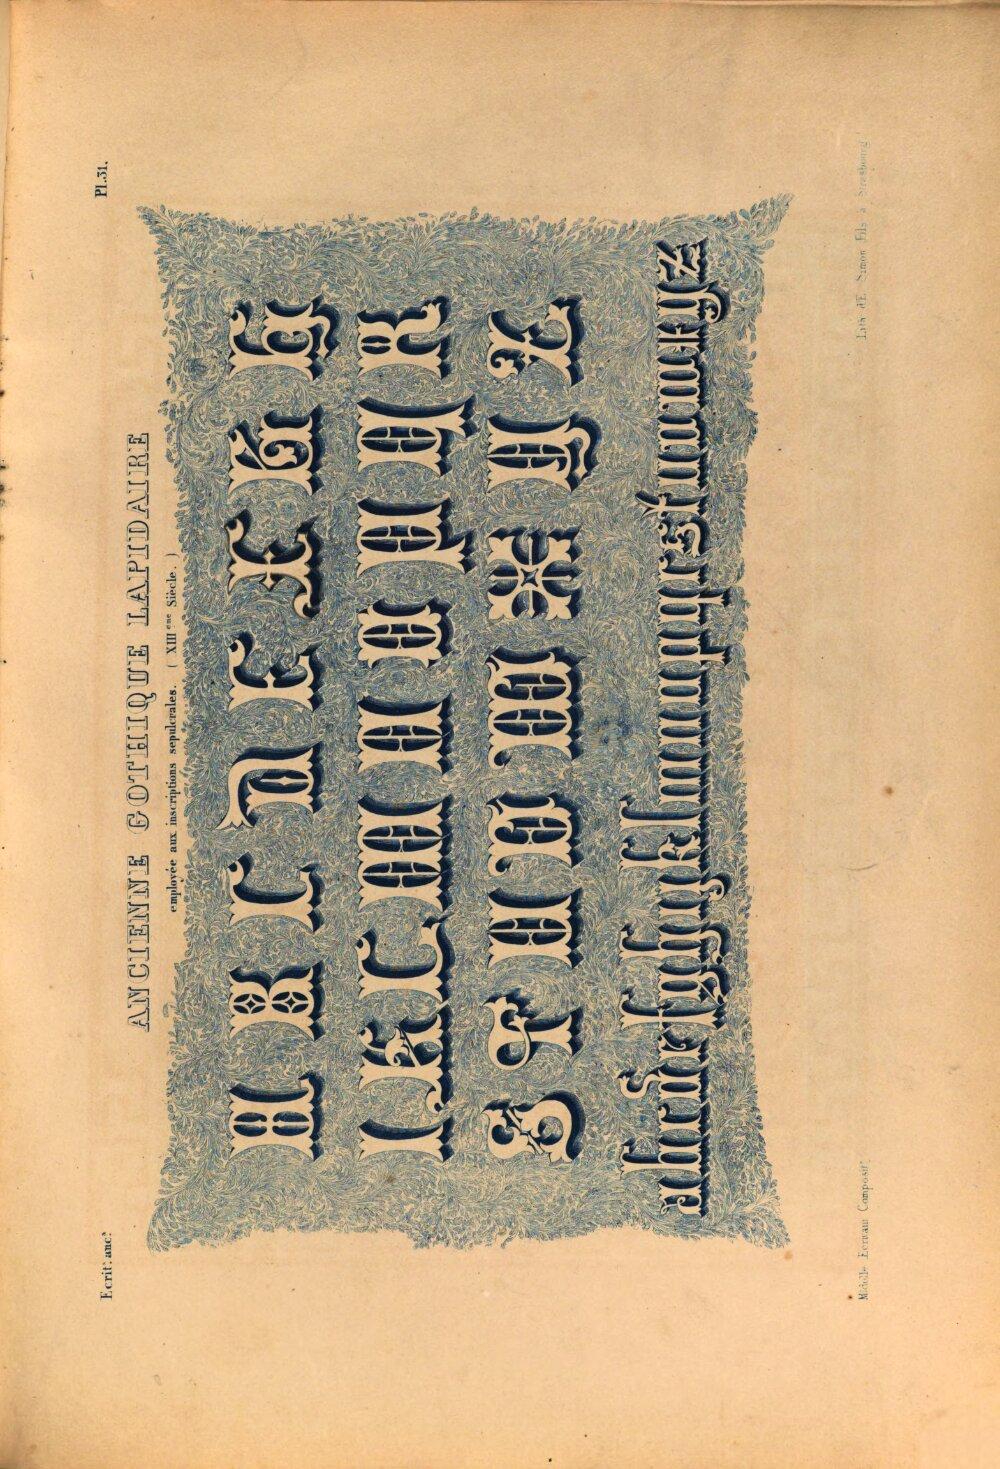 Ecrit: anc?
Pl.31.
ANCIENNE GOTHIQUE LAPIDAIRE
employée aux inscriptions sepulcrales. ( XIII eme Siècle. )
A B C D E F G H
I K L M N O P Q R
S T U V W X Y Z
a b c d e f g h i j k l m n o p q r s t u v w x y z
Midolle Ecrivain Composit:
Lith. d'E. Simon Fils a Strasbourg